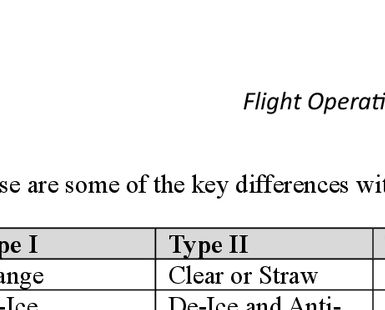 Flight Operati
se are some of the key differences wit
pe I Type II
ange Clear or Straw
-Ice De-Ice and Anti-